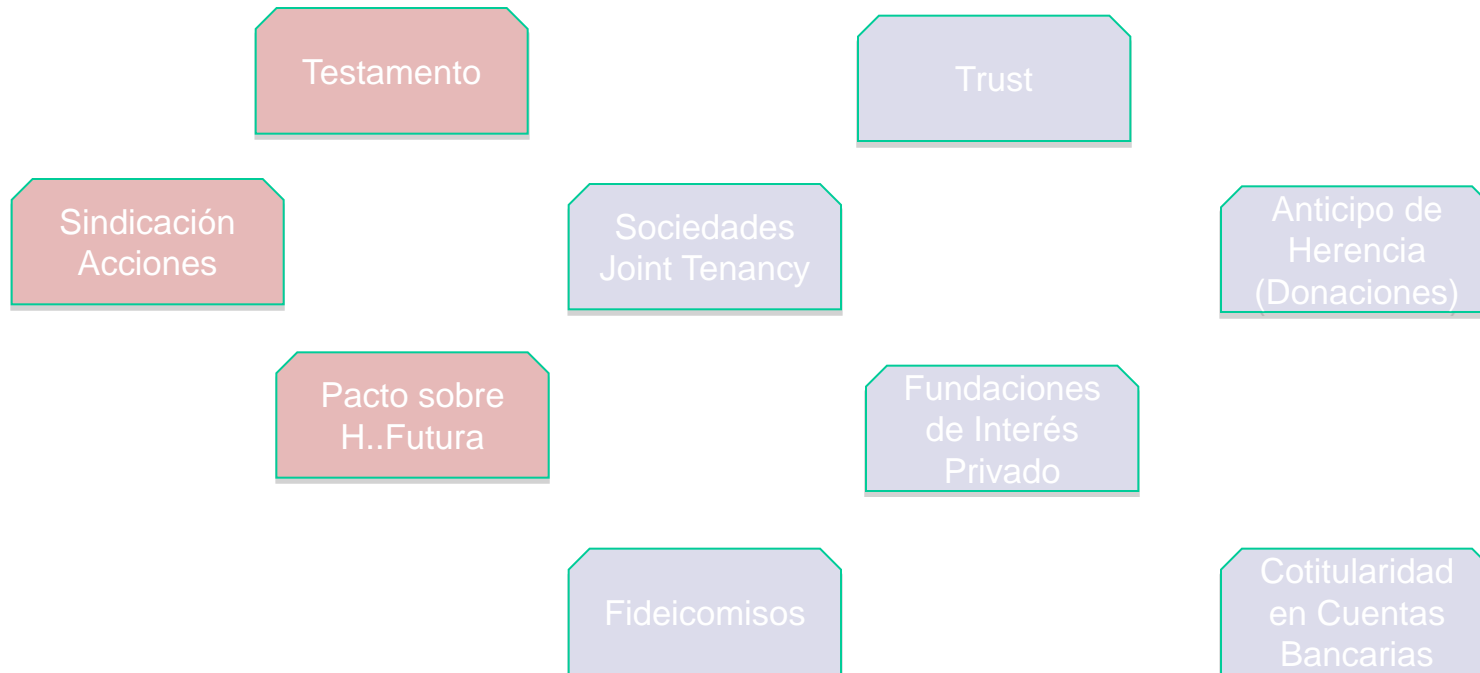 Testamento
Trust
Sindicación
Acciones
Sociedades
Joint Tenancy
Anticipo de
Herencia
(Donaciones)
Pacto sobre
H..Futura
Fundaciones
de Interés
Privado
Fideicomisos
Cotitularidad
en Cuentas
Bancarias